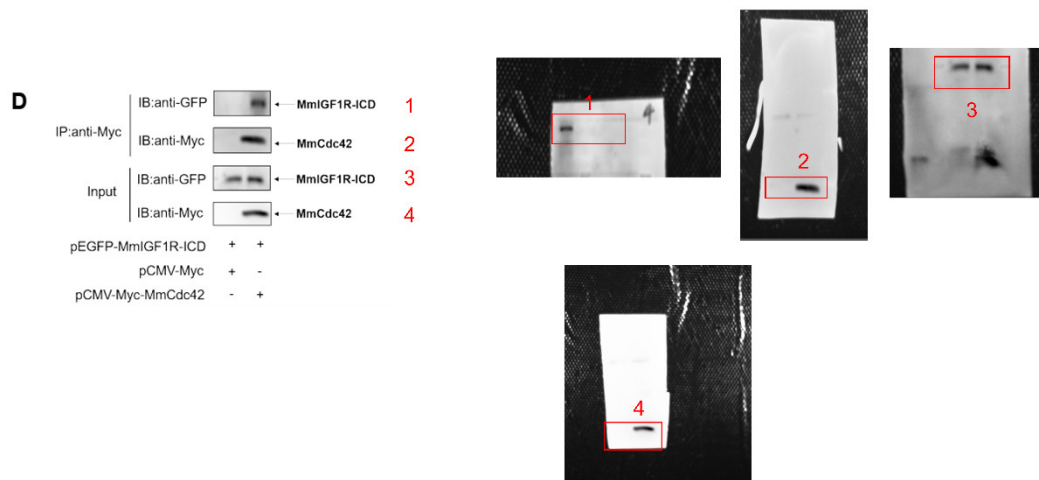 D
IP:anti-Myc
IB:anti-GFP
MmIGF1R-ICD
1
IB:anti-Myc
MmCdc42
2
Input
IB:anti-GFP
MmIGF1R-ICD
3
IB:anti-Myc
MmCdc42
4
pEGFP-MmIGF1R-ICD + +
pCMV-Myc + -
pCMV-Myc-MmCdc42 - +
1
4
2
3
4